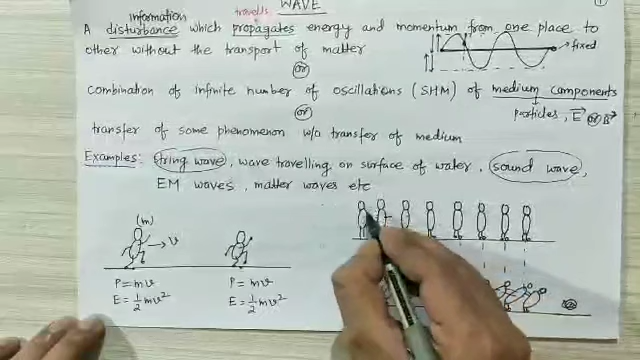 WAVE
information travells
A disturbance which propagates energy and momentum from one place to
other without the transport of matter
→ fixed
(or)
combination of infinite number of oscillations (SHM) of medium components
(or)
particles, E⃗ or B⃗
transfer of some phenomenon w/o transfer of medium
Examples: String wave, wave travelling on surface of water, sound wave,
EM waves, matter waves etc
(m)
→ v
P = mv P = mv
E = ½ mv² E = ½ mv²